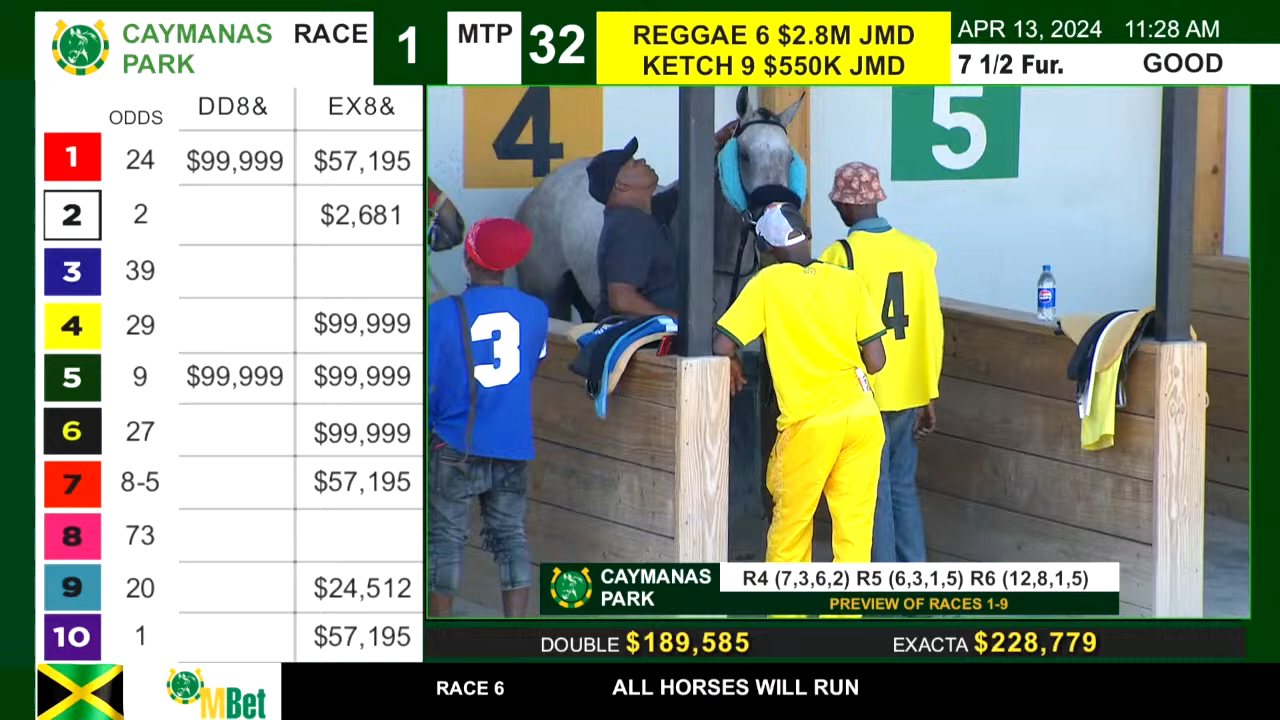 CAYMANAS
PARK
RACE 1
MTP 32
REGGAE 6 $2.8M JMD
KETCH 9 $550K JMD
APR 13, 2024 11:28 AM
7 1/2 Fur. GOOD
ODDS DD8& EX8&
1 24 $99,999 $57,195
2 2 $2,681
3 39
4 29 $99,999
5 9 $99,999 $99,999
6 27 $99,999
7 8-5 $57,195
8 73
9 20 $24,512
10 1 $57,195
4
5
3
4
CAYMANAS
PARK
R4 (7,3,6,2) R5 (6,3,1,5) R6 (12,8,1,5)
PREVIEW OF RACES 1-9
DOUBLE $189,585 EXACTA $228,779
MBet
RACE 6 ALL HORSES WILL RUN